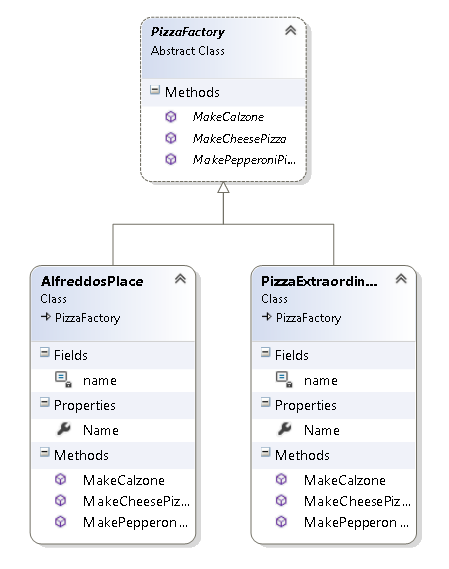 PizzaFactory
Abstract Class
Methods
MakeCalzone
MakeCheesePizza
MakePepperoniPi...
AlfreddosPlace
Class
PizzaFactory
Fields
name
Properties
Name
Methods
MakeCalzone
MakeCheesePiz...
MakePepperon ...
PizzaExtraordin...
Class
PizzaFactory
Fields
name
Properties
Name
Methods
MakeCalzone
MakeCheesePiz...
MakePepperon ...